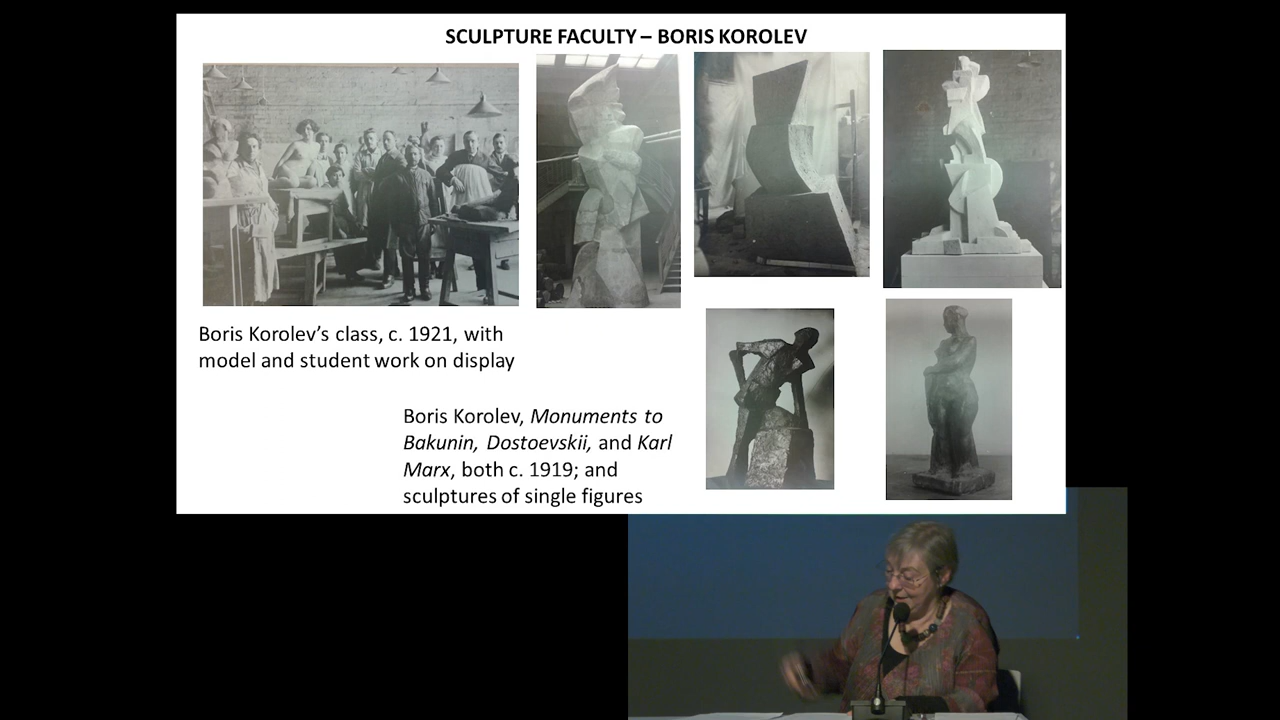 SCULPTURE FACULTY – BORIS KOROLEV
Boris Korolev’s class, c. 1921, with
model and student work on display
Boris Korolev, Monuments to
Bakunin, Dostoevskii, and Karl
Marx, both c. 1919; and
sculptures of single figures